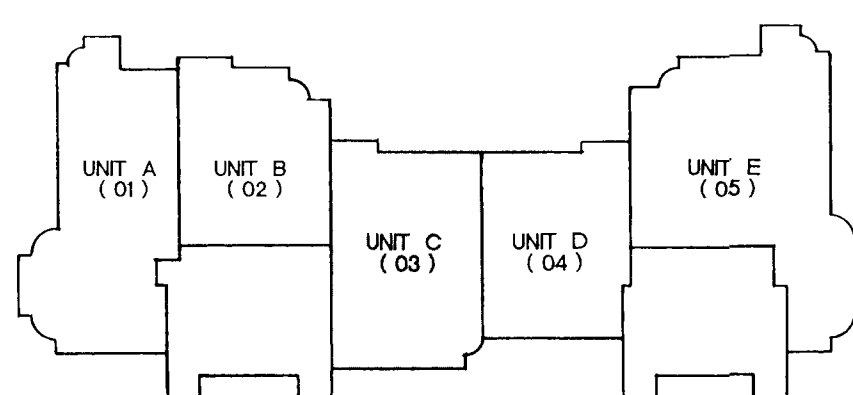 UNIT A
( 01 )
UNIT B
( 02 )
UNIT C
( 03 )
UNIT D
( 04 )
UNIT E
( 05 )